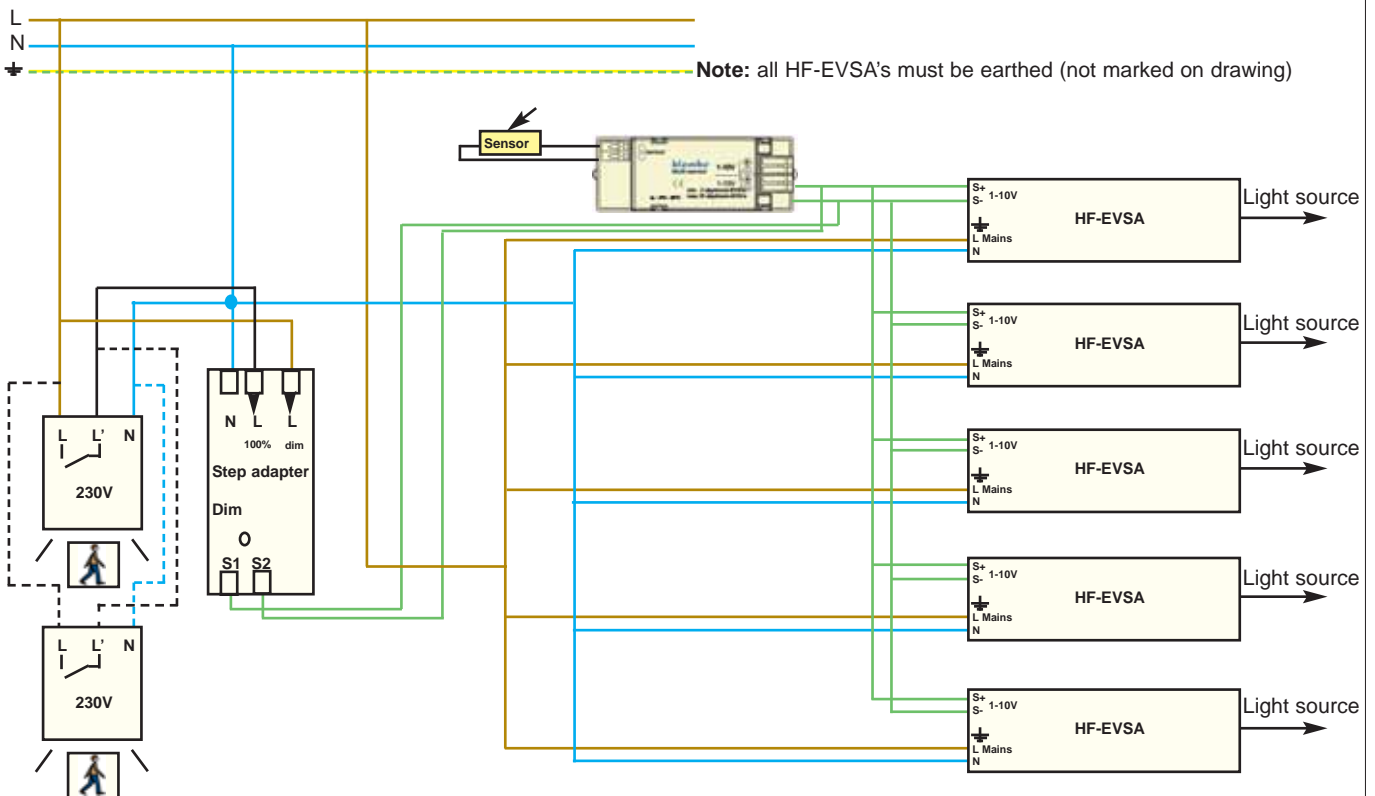 L
N
Note: all HF-EVSA's must be earthed (not marked on drawing)
Sensor
1-10V
S+
S- 1-10V
L Mains
N
HF-EVSA
Light source
S+
S- 1-10V
L Mains
N
HF-EVSA
Light source
S+
S- 1-10V
L Mains
N
HF-EVSA
Light source
S+
S- 1-10V
L Mains
N
HF-EVSA
Light source
S+
S- 1-10V
L Mains
N
HF-EVSA
Light source
N L L
100% dim
Step adapter
Dim
S1 S2
L L' N
230V
L L' N
230V